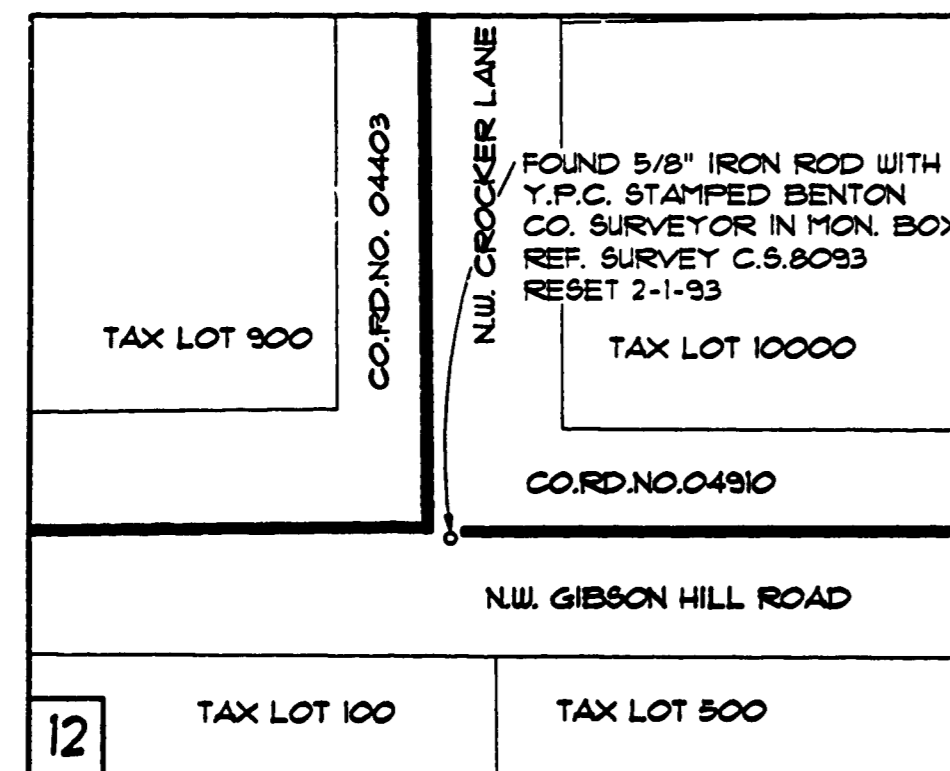 CO.RD.NO. 04403
N.W. CROCKER LANE
FOUND 5/8" IRON ROD WITH
Y.P.C. STAMPED BENTON
CO. SURVEYOR IN MON. BOX
REF. SURVEY C.S.8093
RESET 2-1-93
TAX LOT 900
TAX LOT 10000
CO.RD.NO.04910
N.W. GIBSON HILL ROAD
TAX LOT 100
TAX LOT 500
12